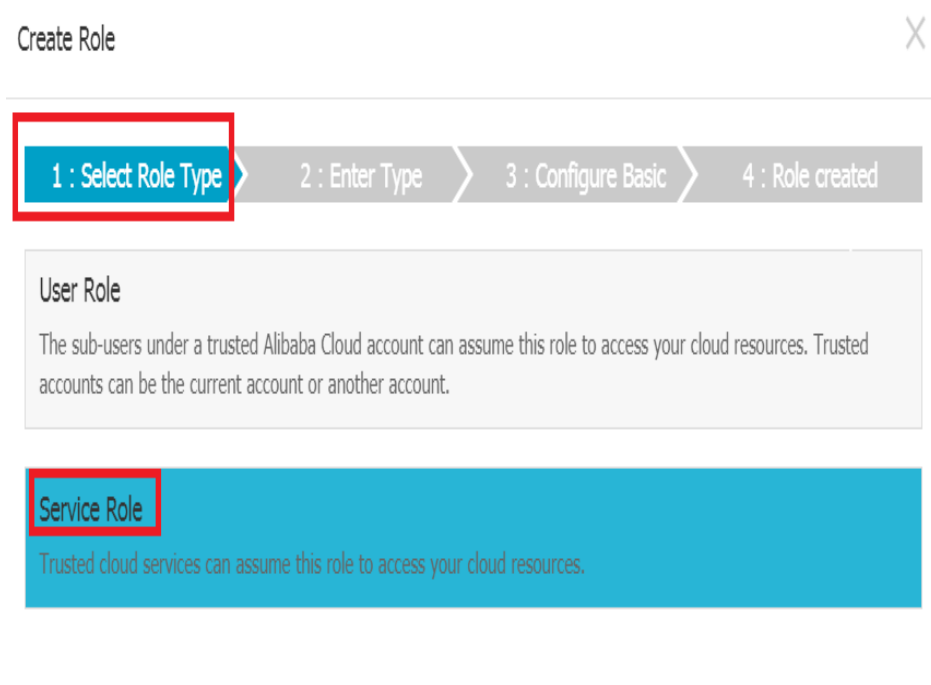 Create Role
1 : Select Role Type
2 : Enter Type
3 : Configure Basic
4 : Role created
User Role
The sub-users under a trusted Alibaba Cloud account can assume this role to access your cloud resources. Trusted
accounts can be the current account or another account.
Service Role
Trusted cloud services can assume this role to access your cloud resources.